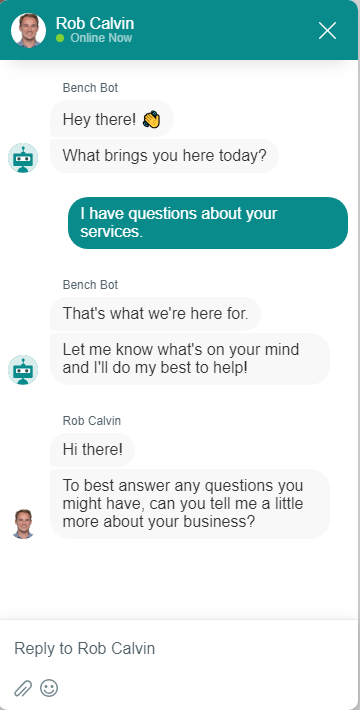 Rob Calvin
Online Now
Bench Bot
Hey there! 👏
What brings you here today?
I have questions about your
services.
Bench Bot
That's what we're here for.
Let me know what's on your mind
and I'll do my best to help!
Rob Calvin
Hi there!
To best answer any questions you
might have, can you tell me a little
more about your business?
Reply to Rob Calvin